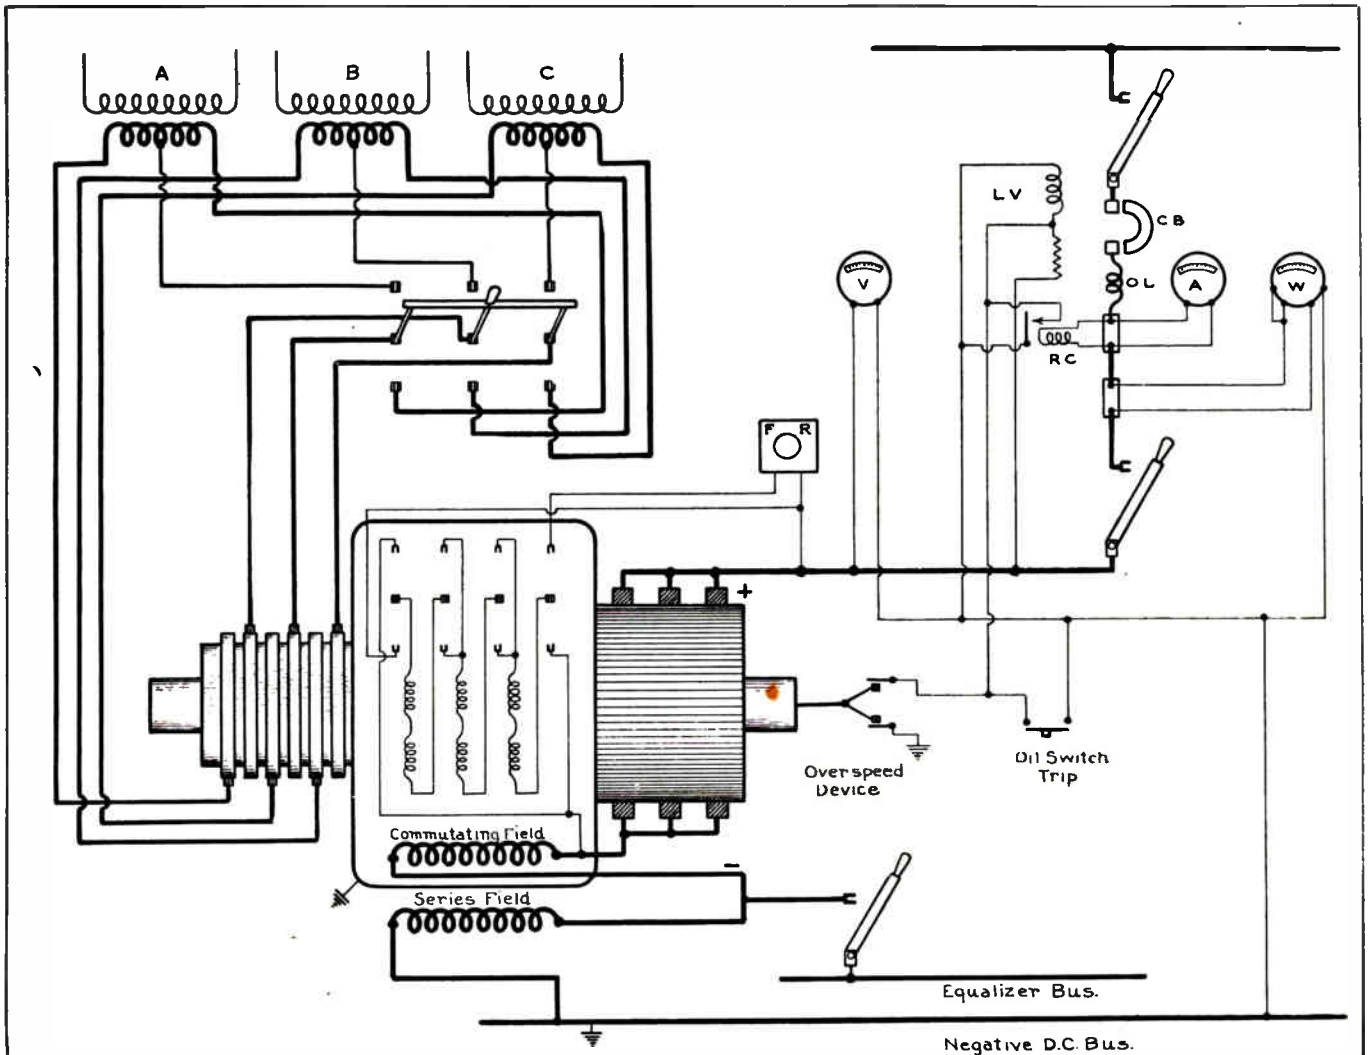 A B C
LV
CB
V
OL
A
W
RC
F R
+
Overspeed
Device
Oil Switch
Trip
Commutating Field
−
Series Field
Equalizer Bus.
Negative D.C. Bus.